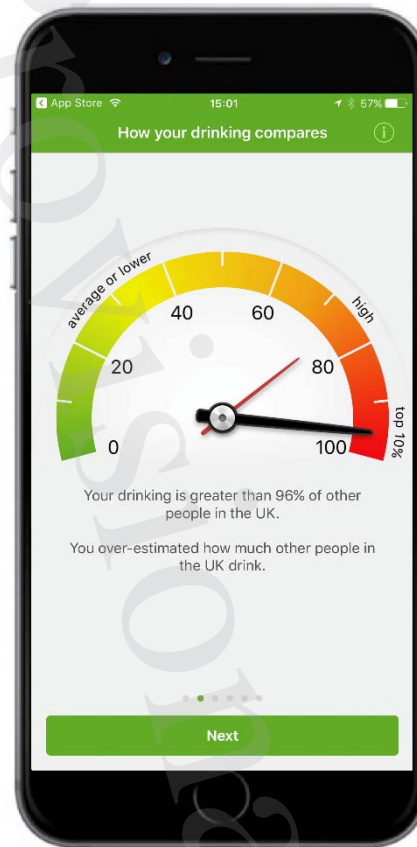 App Store 15:01 57%
How your drinking compares
average or lower
high
top 10%
0
20
40
60
80
100
Your drinking is greater than 96% of other
people in the UK.
You over-estimated how much other people in
the UK drink.
Next